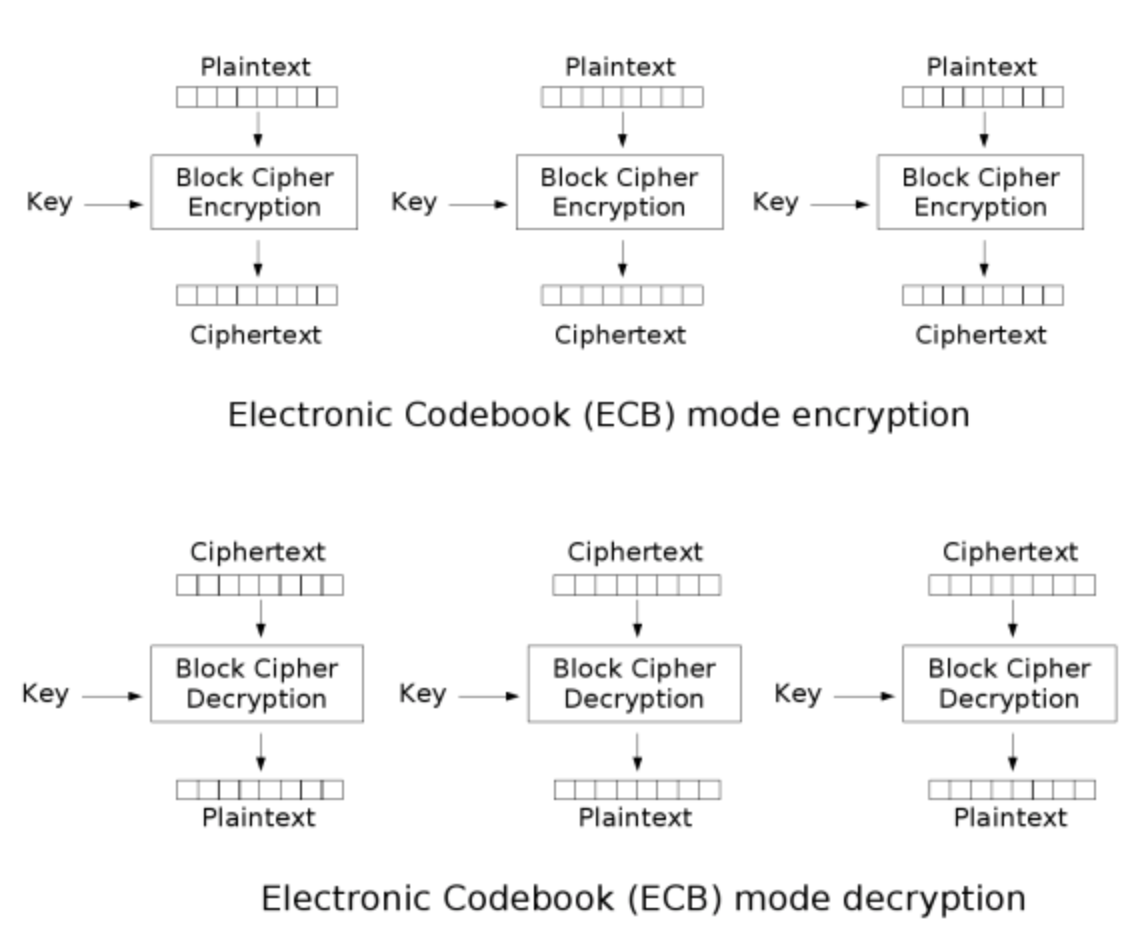 Plaintext Plaintext Plaintext
Key Block Cipher Encryption Key Block Cipher Encryption Key Block Cipher Encryption
Ciphertext Ciphertext Ciphertext
Electronic Codebook (ECB) mode encryption
Ciphertext Ciphertext Ciphertext
Key Block Cipher Decryption Key Block Cipher Decryption Key Block Cipher Decryption
Plaintext Plaintext Plaintext
Electronic Codebook (ECB) mode decryption